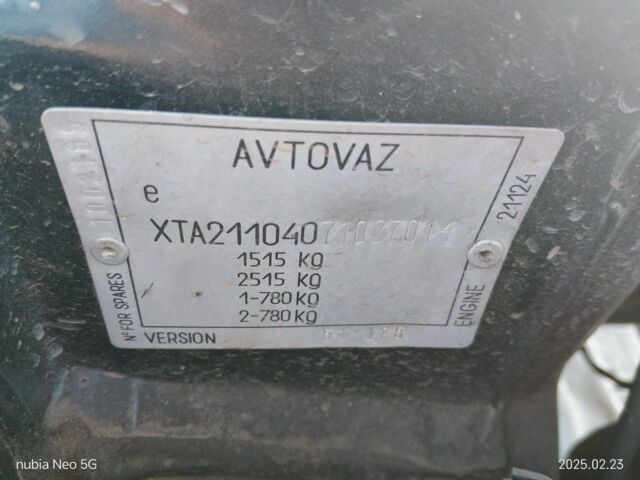 AVTOVAZ
e
XTA21104071027014
1515 KG
2515 KG
1-780 KG
2-780 KG
VERSION
N° FOR SPARES
ENGINE
21124
nubia Neo 5G
2025.02.23